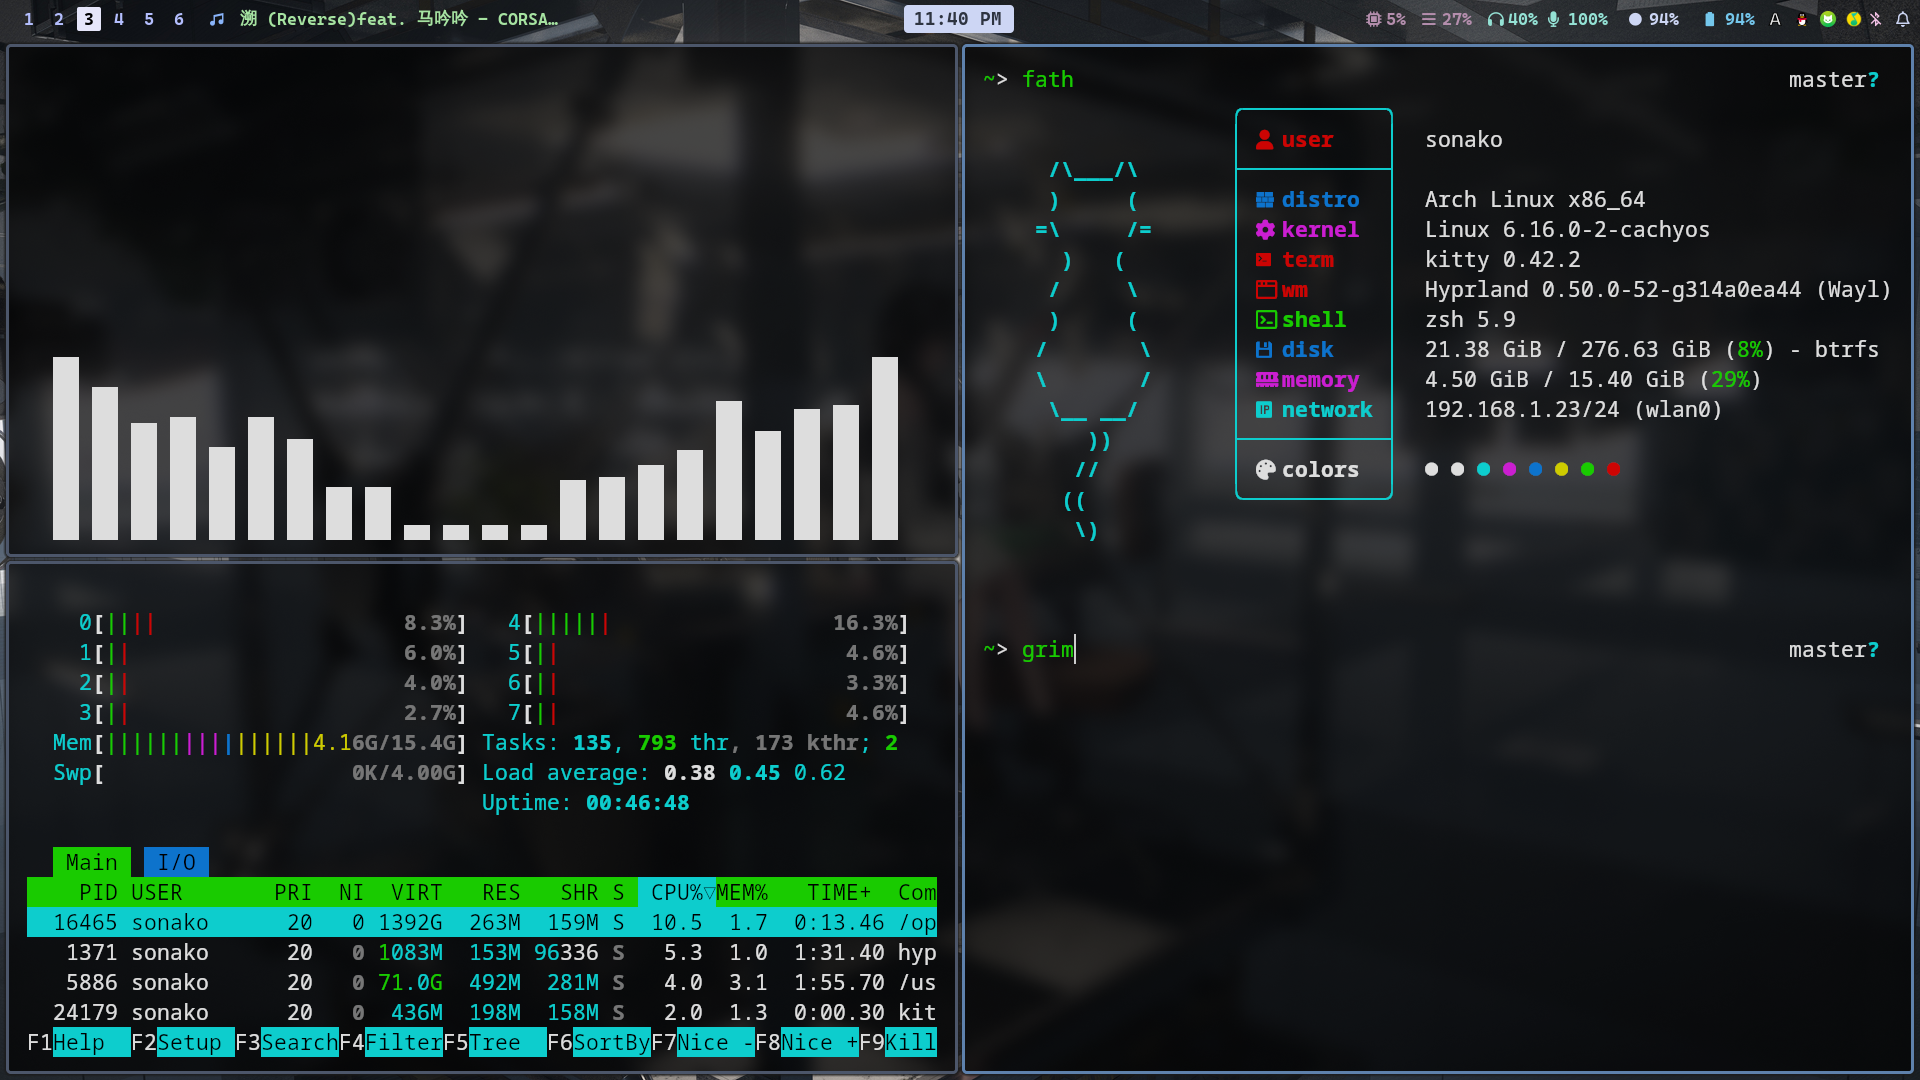 1 2 3 4 5 6 溯 (Reverse)feat. 马吟吟 - CORSA… 11:40 PM 5% 27% 40% 100% 94% 94% A
~> fath master?
user sonako
distro Arch Linux x86_64
kernel Linux 6.16.0-2-cachyos
term kitty 0.42.2
wm Hyprland 0.50.0-52-g314a0ea44 (Wayl)
shell zsh 5.9
disk 21.38 GiB / 276.63 GiB (8%) - btrfs
memory 4.50 GiB / 15.40 GiB (29%)
network 192.168.1.23/24 (wlan0)
colors
/\___/\
)     (
=\     /=
)   (
/     \
)     (
/       \
\       /
\__ __/
))
//
((
\)
~> grim master?
0[|||| 8.3%] 4[|||||| 16.3%]
1[|| 6.0%] 5[|| 4.6%]
2[|| 4.0%] 6[|| 3.3%]
3[|| 2.7%] 7[|| 4.6%]
Mem[||||||||||||||||4.16G/15.4G] Tasks: 135, 793 thr, 173 kthr; 2
Swp[ 0K/4.00G] Load average: 0.38 0.45 0.62
Uptime: 00:46:48
Main I/O
PID USER PRI NI VIRT RES SHR S CPU%▽MEM% TIME+ Com
16465 sonako 20 0 1392G 263M 159M S 10.5 1.7 0:13.46 /op
1371 sonako 20 0 1083M 153M 96336 S 5.3 1.0 1:31.40 hyp
5886 sonako 20 0 71.0G 492M 281M S 4.0 3.1 1:55.70 /us
24179 sonako 20 0 436M 198M 158M S 2.0 1.3 0:00.30 kit
F1Help F2Setup F3SearchF4FilterF5Tree F6SortByF7Nice -F8Nice +F9Kill